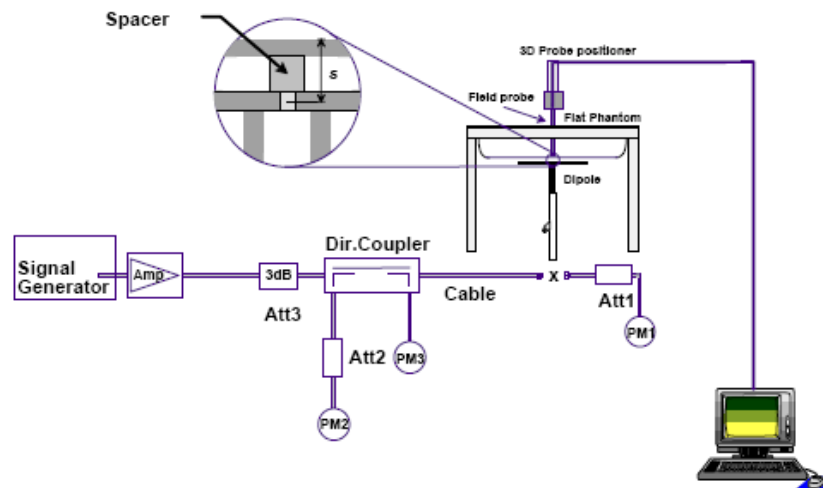 Spacer
s
3D Probe positioner
Field probe
Flat Phantom
Dipole
Dir.Coupler
Signal
Generator
Amp
3dB
Att3
Cable
x
Att1
PM1
Att2
PM3
PM2